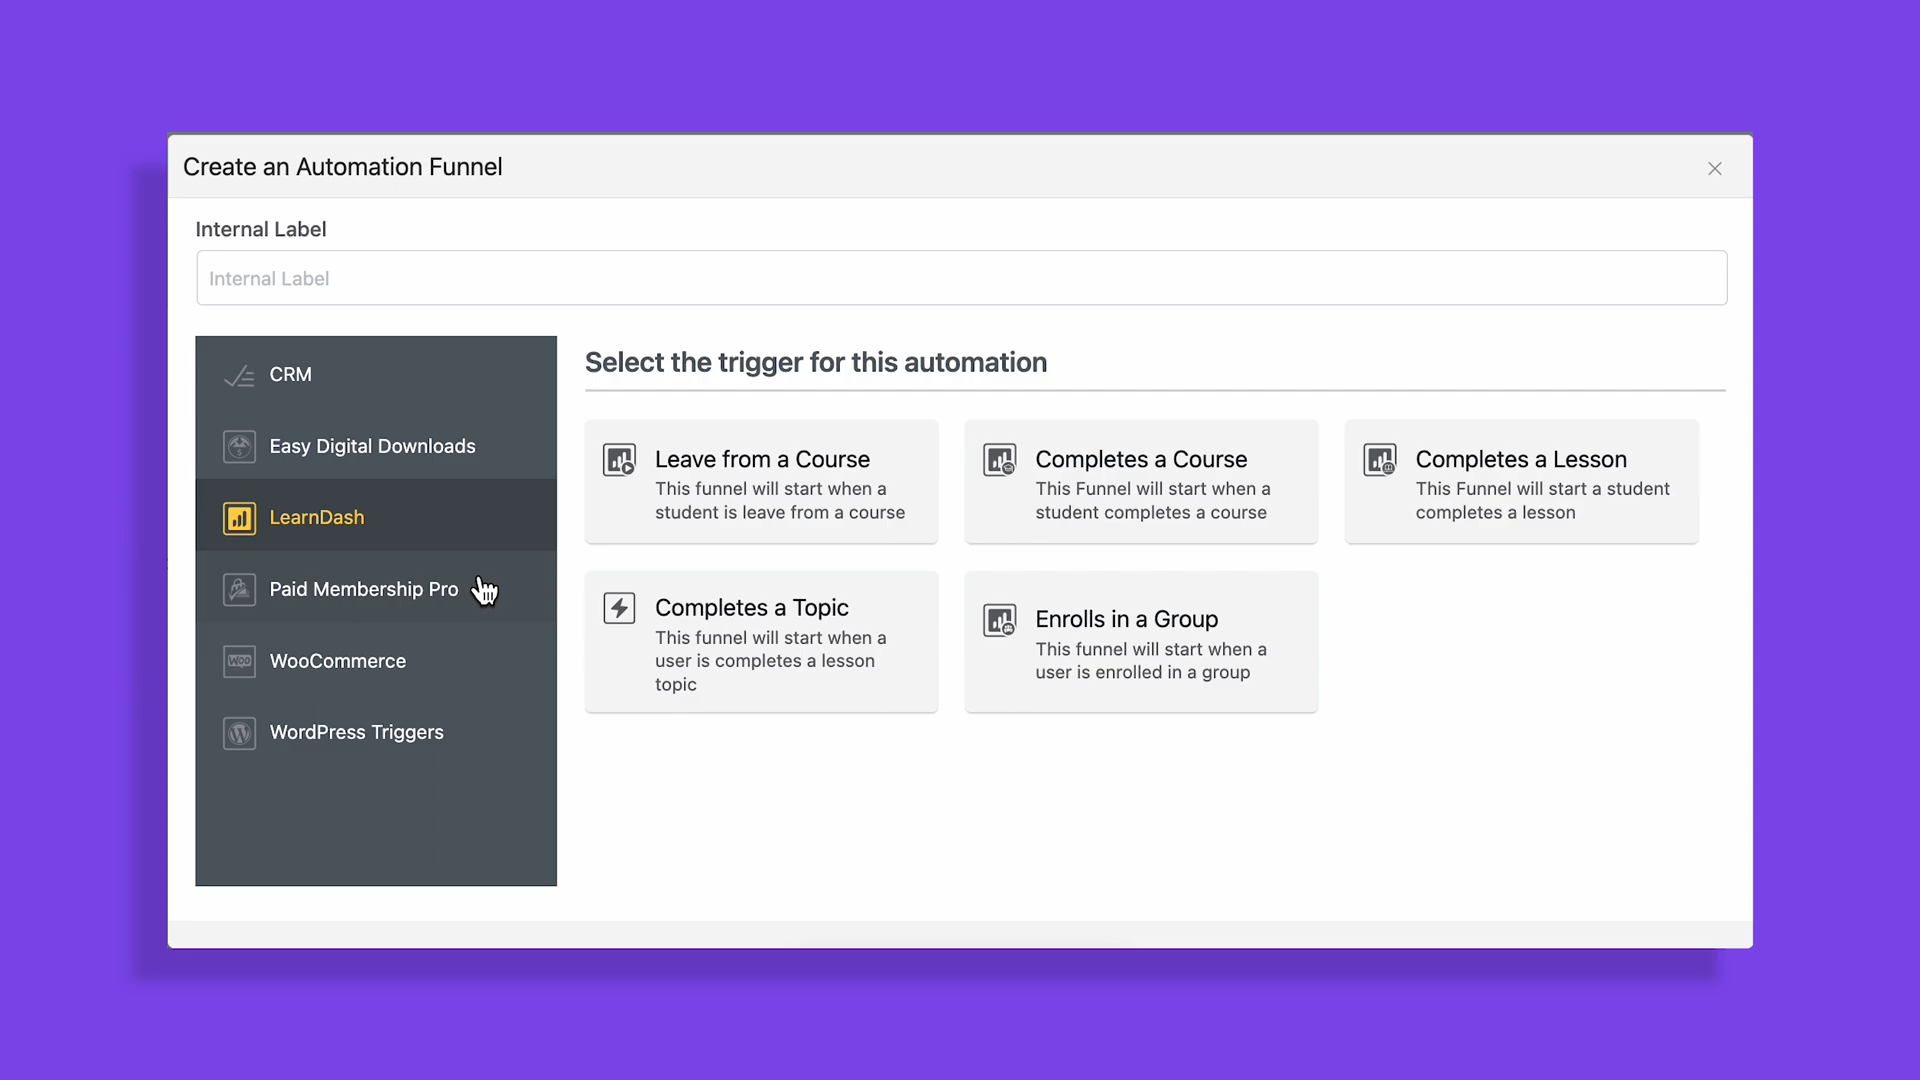 Create an Automation Funnel
Internal Label
Internal Label
CRM
Easy Digital Downloads
LearnDash
Paid Membership Pro
WooCommerce
WordPress Triggers
Select the trigger for this automation
Leave from a Course
This funnel will start when a
student is leave from a course
Completes a Course
This Funnel will start when a
student completes a course
Completes a Lesson
This Funnel will start a student
completes a lesson
Completes a Topic
This funnel will start when a
user is completes a lesson
topic
Enrolls in a Group
This funnel will start when a
user is enrolled in a group
WOO